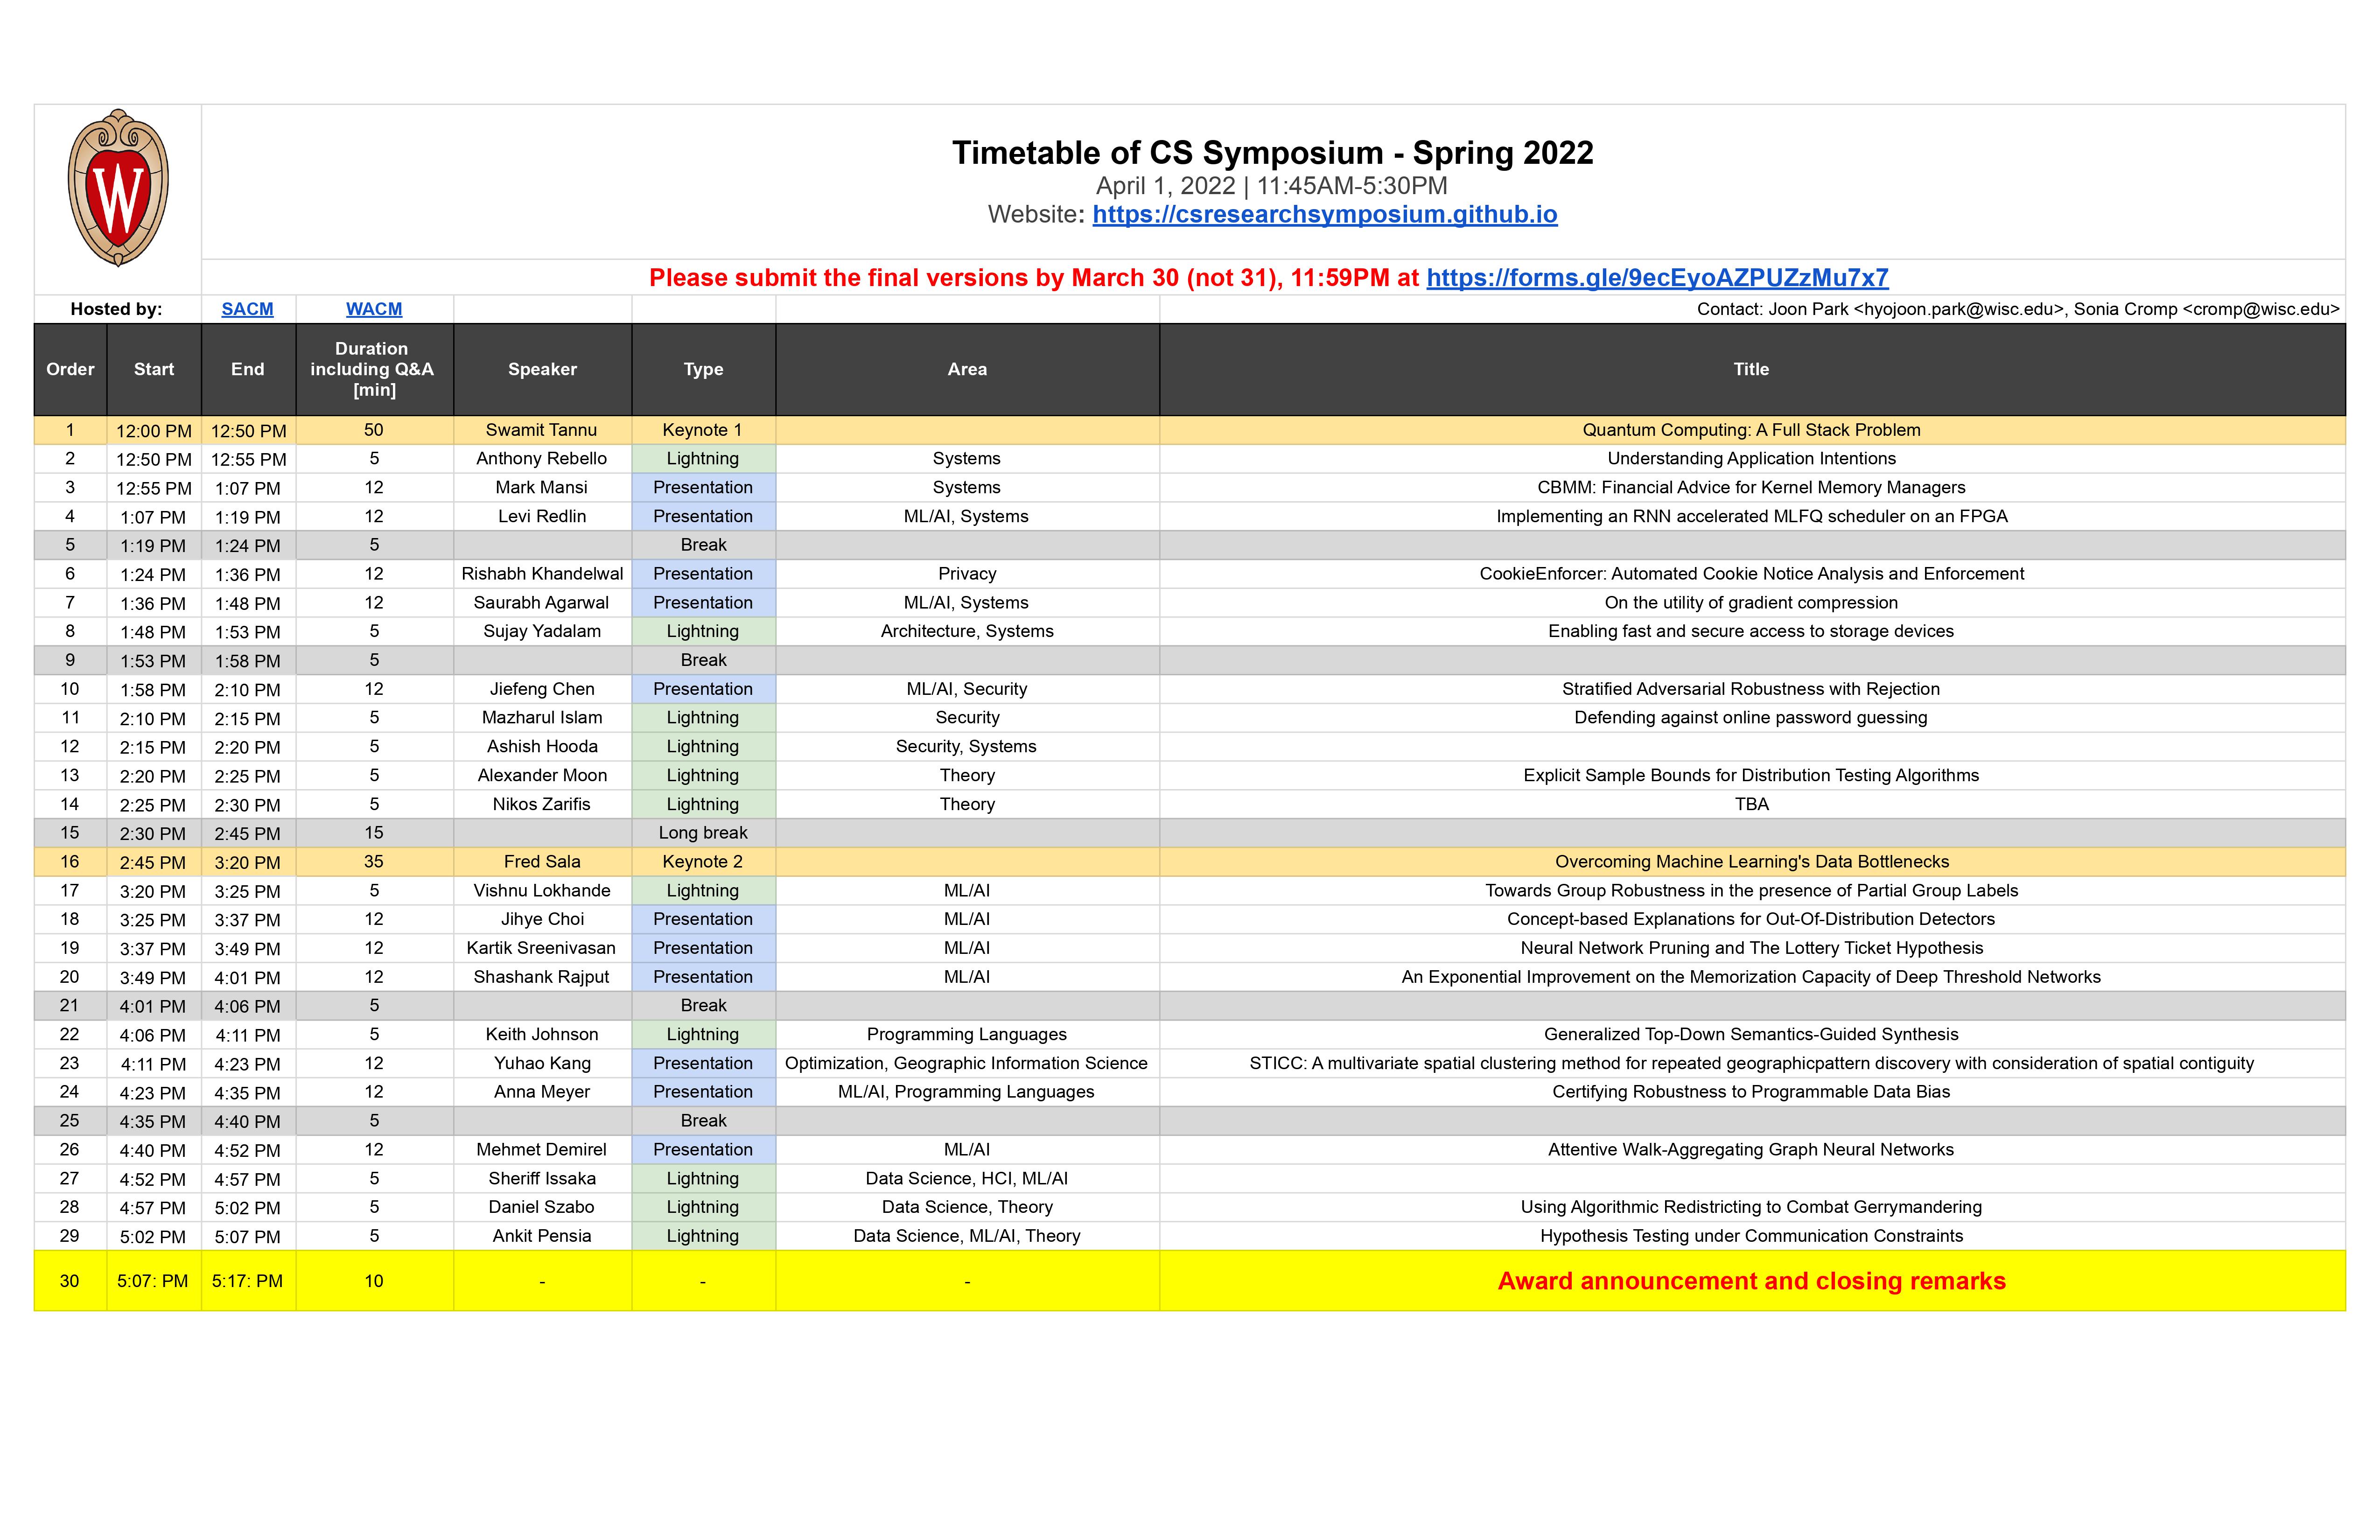 W
Timetable of CS Symposium - Spring 2022
April 1, 2022 | 11:45AM-5:30PM
Website: https://csresearchsymposium.github.io
Please submit the final versions by March 30 (not 31), 11:59PM at https://forms.gle/9ecEyoAZPUZzMu7x7
Hosted by: SACM WACM Contact: Joon Park <hyojoon.park@wisc.edu>, Sonia Cromp <cromp@wisc.edu>
Order Start End Duration including Q&A [min] Speaker Type Area Title
1 12:00 PM 12:50 PM 50 Swamit Tannu Keynote 1 Quantum Computing: A Full Stack Problem
2 12:50 PM 12:55 PM 5 Anthony Rebello Lightning Systems Understanding Application Intentions
3 12:55 PM 1:07 PM 12 Mark Mansi Presentation Systems CBMM: Financial Advice for Kernel Memory Managers
4 1:07 PM 1:19 PM 12 Levi Redlin Presentation ML/AI, Systems Implementing an RNN accelerated MLFQ scheduler on an FPGA
5 1:19 PM 1:24 PM 5 Break
6 1:24 PM 1:36 PM 12 Rishabh Khandelwal Presentation Privacy CookieEnforcer: Automated Cookie Notice Analysis and Enforcement
7 1:36 PM 1:48 PM 12 Saurabh Agarwal Presentation ML/AI, Systems On the utility of gradient compression
8 1:48 PM 1:53 PM 5 Sujay Yadalam Lightning Architecture, Systems Enabling fast and secure access to storage devices
9 1:53 PM 1:58 PM 5 Break
10 1:58 PM 2:10 PM 12 Jiefeng Chen Presentation ML/AI, Security Stratified Adversarial Robustness with Rejection
11 2:10 PM 2:15 PM 5 Mazharul Islam Lightning Security Defending against online password guessing
12 2:15 PM 2:20 PM 5 Ashish Hooda Lightning Security, Systems
13 2:20 PM 2:25 PM 5 Alexander Moon Lightning Theory Explicit Sample Bounds for Distribution Testing Algorithms
14 2:25 PM 2:30 PM 5 Nikos Zarifis Lightning Theory TBA
15 2:30 PM 2:45 PM 15 Long break
16 2:45 PM 3:20 PM 35 Fred Sala Keynote 2 Overcoming Machine Learning's Data Bottlenecks
17 3:20 PM 3:25 PM 5 Vishnu Lokhande Lightning ML/AI Towards Group Robustness in the presence of Partial Group Labels
18 3:25 PM 3:37 PM 12 Jihye Choi Presentation ML/AI Concept-based Explanations for Out-Of-Distribution Detectors
19 3:37 PM 3:49 PM 12 Kartik Sreenivasan Presentation ML/AI Neural Network Pruning and The Lottery Ticket Hypothesis
20 3:49 PM 4:01 PM 12 Shashank Rajput Presentation ML/AI An Exponential Improvement on the Memorization Capacity of Deep Threshold Networks
21 4:01 PM 4:06 PM 5 Break
22 4:06 PM 4:11 PM 5 Keith Johnson Lightning Programming Languages Generalized Top-Down Semantics-Guided Synthesis
23 4:11 PM 4:23 PM 12 Yuhao Kang Presentation Optimization, Geographic Information Science STICC: A multivariate spatial clustering method for repeated geographicpattern discovery with consideration of spatial contiguity
24 4:23 PM 4:35 PM 12 Anna Meyer Presentation ML/AI, Programming Languages Certifying Robustness to Programmable Data Bias
25 4:35 PM 4:40 PM 5 Break
26 4:40 PM 4:52 PM 12 Mehmet Demirel Presentation ML/AI Attentive Walk-Aggregating Graph Neural Networks
27 4:52 PM 4:57 PM 5 Sheriff Issaka Lightning Data Science, HCI, ML/AI
28 4:57 PM 5:02 PM 5 Daniel Szabo Lightning Data Science, Theory Using Algorithmic Redistricting to Combat Gerrymandering
29 5:02 PM 5:07 PM 5 Ankit Pensia Lightning Data Science, ML/AI, Theory Hypothesis Testing under Communication Constraints
30 5:07: PM 5:17: PM 10 - - - Award announcement and closing remarks